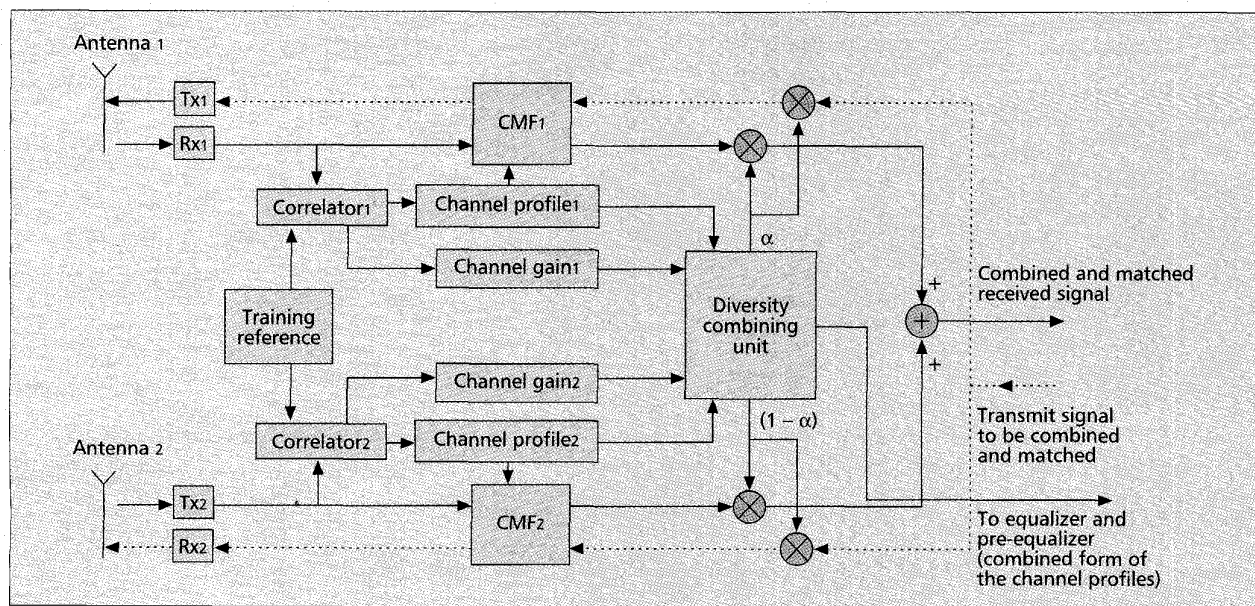 Antenna 1
Tx1
Rx1
CMF1
Correlator1
Channel profile1
α
Channel gain1
Training
reference
Diversity
combining
unit
+
+
+
Combined and matched
received signal
Channel gain2
(1 – α)
Transmit signal
to be combined
and matched
Antenna 2
Correlator2
Channel profile2
Tx2
Rx2
CMF2
To equalizer and
pre-equalizer
(combined form of
the channel profiles)